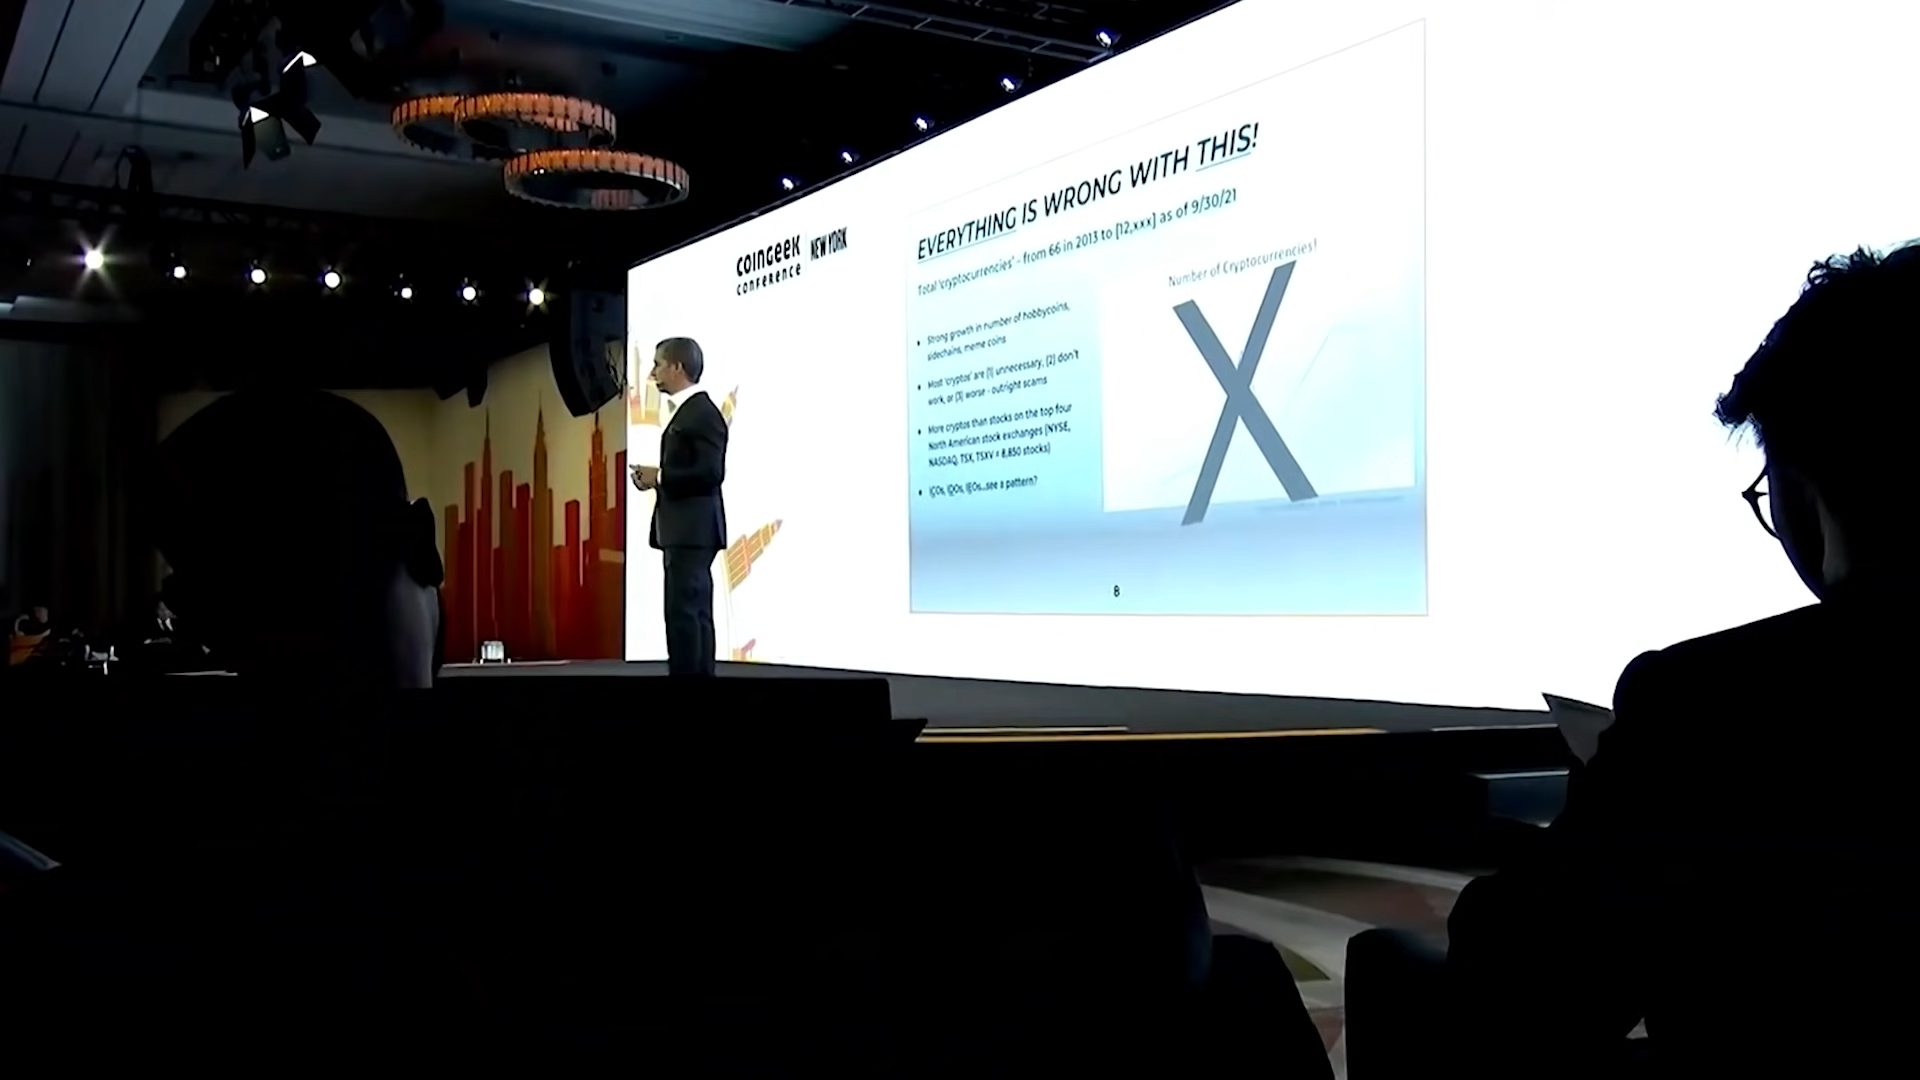 COINGEEK
CONFERENCE
NEW YORK
EVERYTHING IS WRONG WITH THIS!
Total 'cryptocurrencies' - from 66 in 2013 to [12,xxx] as of 9/30/21
Number of Cryptocurrencies!
• Strong growth in number of hobbycoins,
sidechains, meme coins
• Most 'cryptos' are (1) unnecessary, (2) don't
work, or (3) worse - outright scams
• More cryptos than stocks on the top four
North American stock exchanges (NYSE,
NASDAQ, TSX, TSXV = 8,850 stocks)
• ICOs, IDOs, IEOs...see a pattern?
8